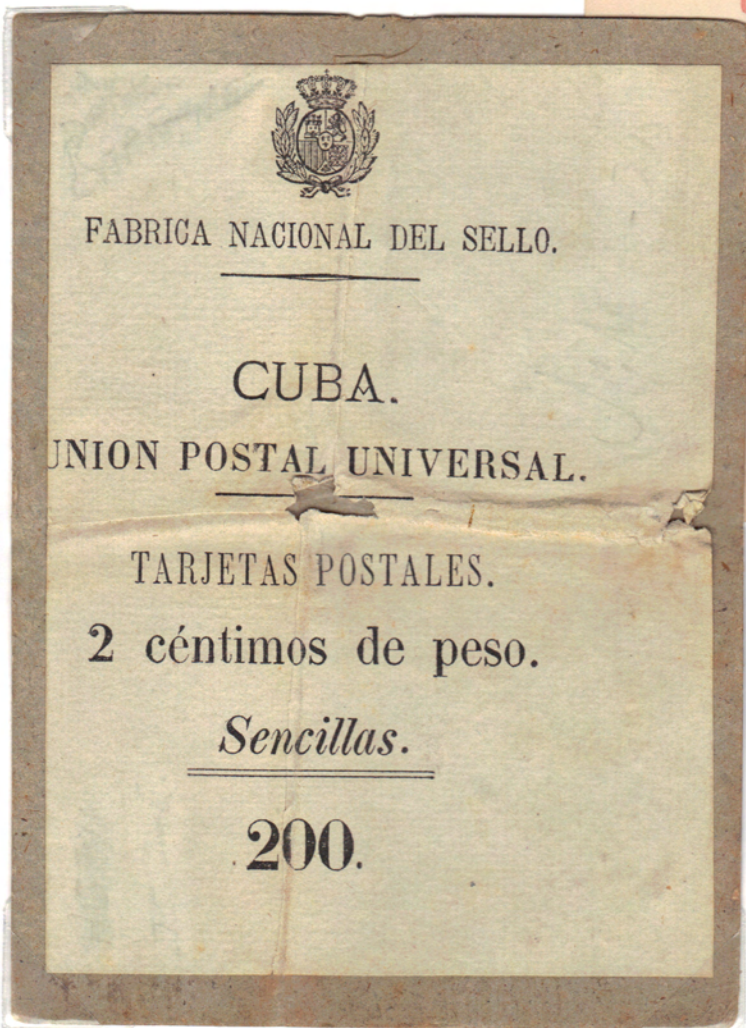 FABRICA NACIONAL DEL SELLO.
CUBA.
UNION POSTAL UNIVERSAL.
TARJETAS POSTALES.
2 céntimos de peso.
Sencillas.
200.